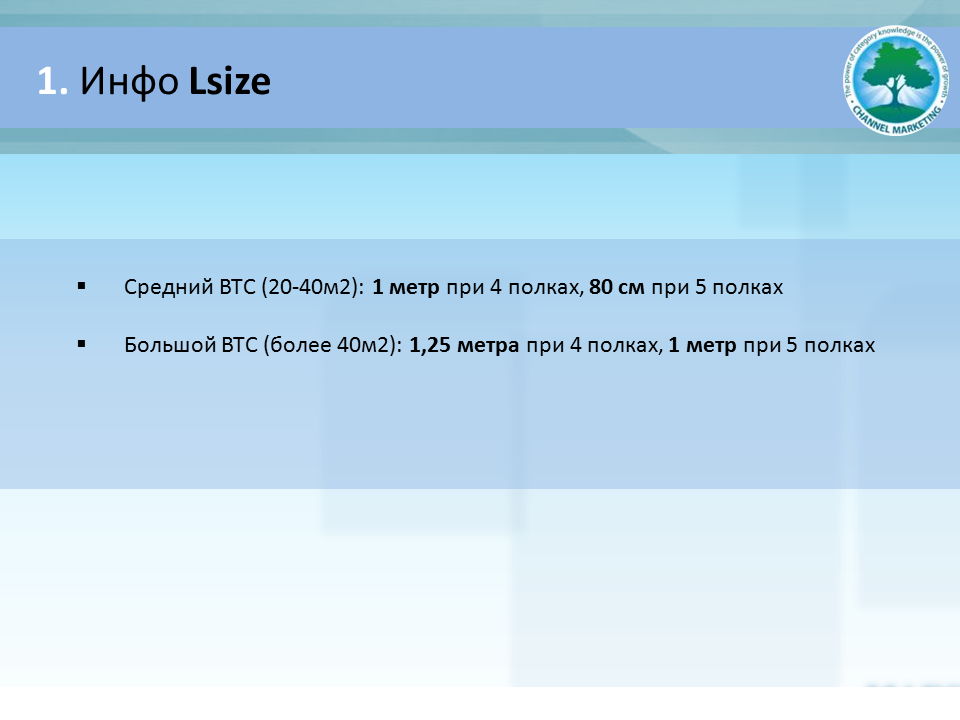 1. Инфо Lsize
The power of category knowledge is the power of growth
• CHANNEL MARKETING •
▪ Средний ВТС (20-40м2): 1 метр при 4 полках, 80 см при 5 полках
▪ Большой ВТС (более 40м2): 1,25 метра при 4 полках, 1 метр при 5 полках